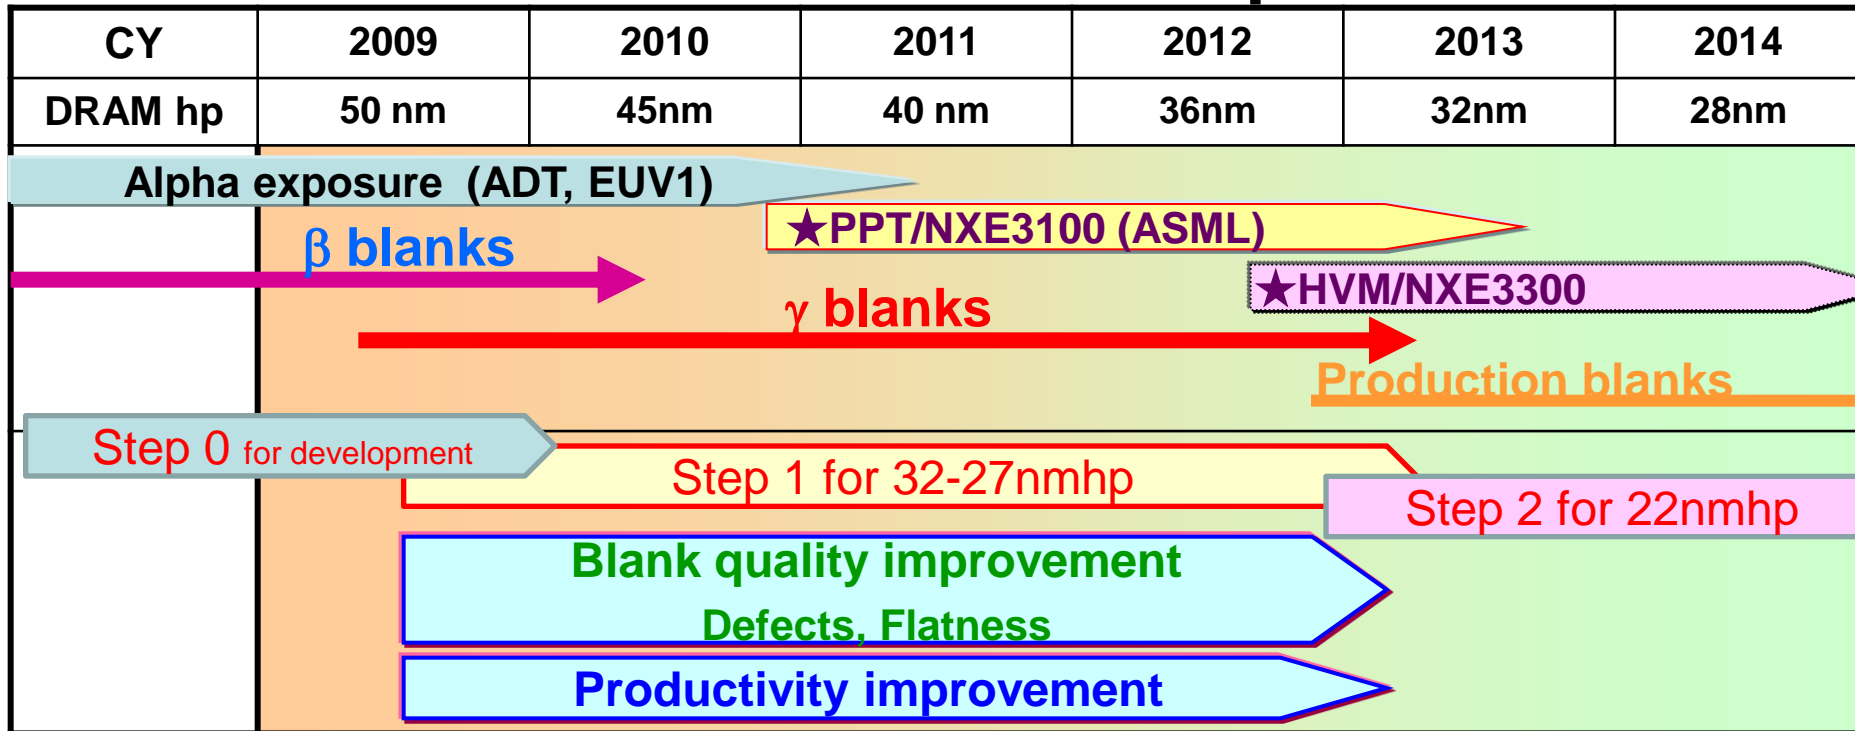 CY 2009 2010 2011 2012 2013 2014
DRAM hp 50 nm 45nm 40 nm 36nm 32nm 28nm
Alpha exposure (ADT, EUV1)
★PPT/NXE3100 (ASML)
β blanks
★HVM/NXE3300
γ blanks
Production blanks
Step 0 for development
Step 1 for 32-27nmhp
Step 2 for 22nmhp
Blank quality improvement
Defects, Flatness
Productivity improvement